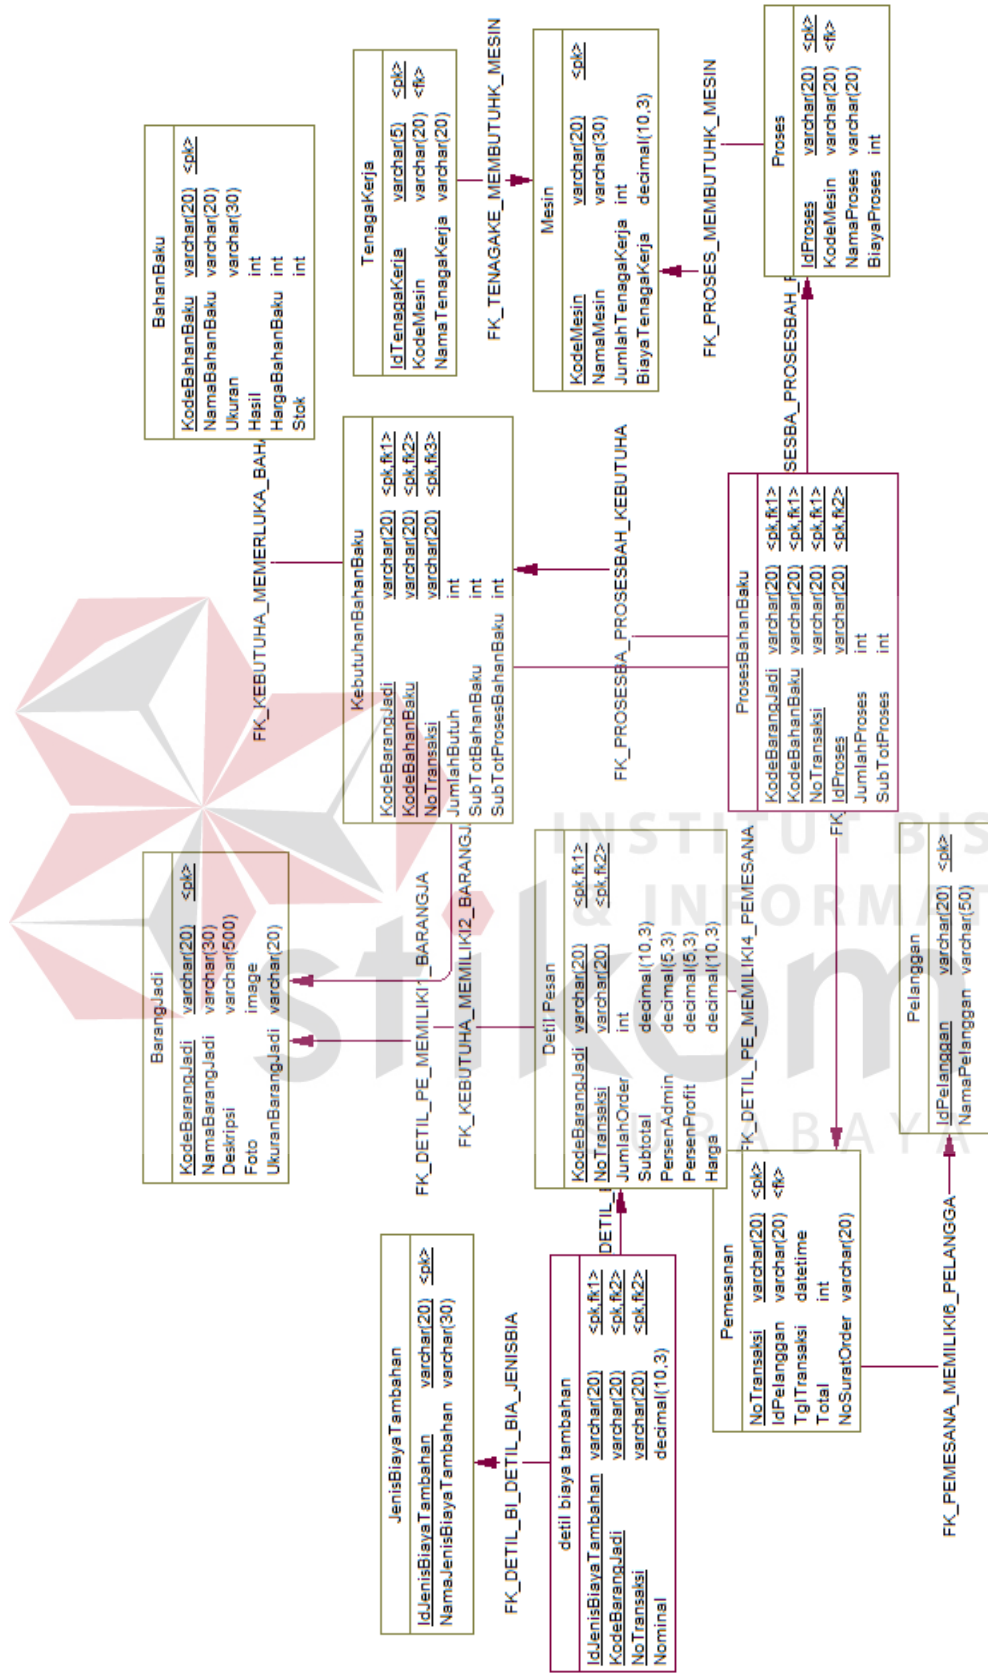 JenisBiayaTambahan
IdJenisBiayaTambahan varchar(20) <pk>
NamaJenisBiayaTambahan varchar(30)
FK_DETIL_BI_DETIL_BIA_JENISBIA
detil biaya tambahan
IdJenisBiayaTambahan varchar(20) <pk,fk1>
KodeBarangJadi varchar(20) <pk,fk2>
NoTransaksi varchar(20) <pk,fk2>
Nominal decimal(10,3)
DETIL_
BarangJadi
KodeBarangJadi varchar(20) <pk>
NamaBarangJadi varchar(30)
Deskripsi varchar(500)
Foto image
UkuranBarangJadi varchar(20)
FK_DETIL_PE_MEMILIKI1_BARANGJA
FK_KEBUTUHA_MEMILIKI2_BARANGJ
Detil Pesan
KodeBarangJadi varchar(20) <pk,fk1>
NoTransaksi varchar(20) <pk,fk2>
JumlahOrder int
Subtotal decimal(10,3)
PersenAdmin decimal(5,3)
PersenProfit decimal(5,3)
Harga decimal(10,3)
FK_DETIL_PE_MEMILIKI4_PEMESANA
Pemesanan
NoTransaksi varchar(20) <pk>
IdPelanggan varchar(20) <fk>
TglTransaksi datetime
Total int
NoSuratOrder varchar(20)
FK_PEMESANA_MEMILIKI6_PELANGGA
Pelanggan
IdPelanggan varchar(20) <pk>
NamaPelanggan varchar(50)
BahanBaku
KodeBahanBaku varchar(20) <pk>
NamaBahanBaku varchar(20)
Ukuran varchar(30)
Hasil int
HargaBahanBaku int
Stok int
FK_KEBUTUHA_MEMERLUKA_BAHA
KebutuhanBahanBaku
KodeBarangJadi varchar(20) <pk,fk1>
KodeBahanBaku varchar(20) <pk,fk2>
NoTransaksi varchar(20) <pk,fk3>
JumlahButuh int
SubTotBahanBaku int
SubTotProsesBahanBaku int
FK_PROSESBA_PROSESBAH_KEBUTUHA
ProsesBahanBaku
KodeBarangJadi varchar(20) <pk,fk1>
KodeBahanBaku varchar(20) <pk,fk1>
NoTransaksi varchar(20) <pk,fk1>
IdProses varchar(20) <pk,fk2>
JumlahProses int
SubTotProses int
FK_
SESBA_PROSESBAH_
TenagaKerja
IdTenagaKerja varchar(5) <pk>
KodeMesin varchar(20) <fk>
NamaTenagaKerja varchar(20)
FK_TENAGAKE_MEMBUTUHK_MESIN
Mesin
KodeMesin varchar(20) <pk>
NamaMesin varchar(30)
JumlahTenagaKerja int
BiayaTenagaKerja decimal(10,3)
FK_PROSES_MEMBUTUHK_MESIN
Proses
IdProses varchar(20) <pk>
KodeMesin varchar(20) <fk>
NamaProses varchar(20)
BiayaProses int
INSTITUT BIS
& INFORMAT
stikom
SURABAYA